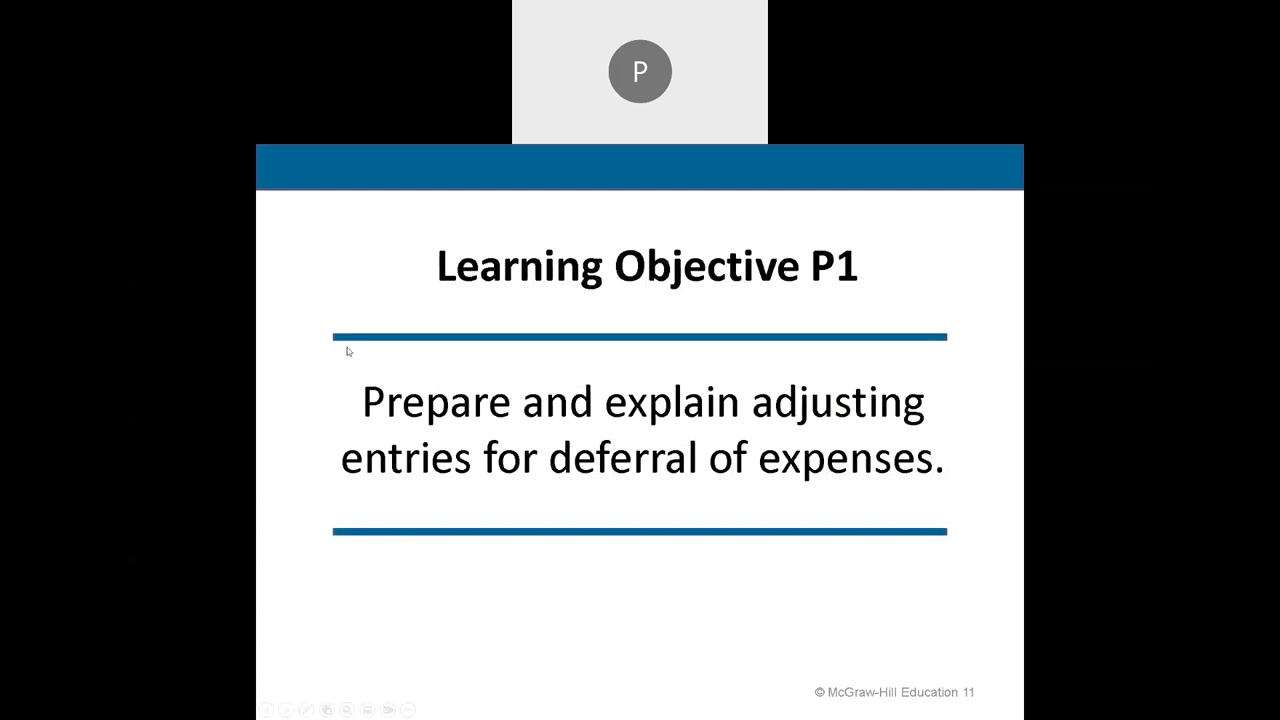 P
Learning Objective P1
Prepare and explain adjusting
entries for deferral of expenses.
© McGraw-Hill Education 11